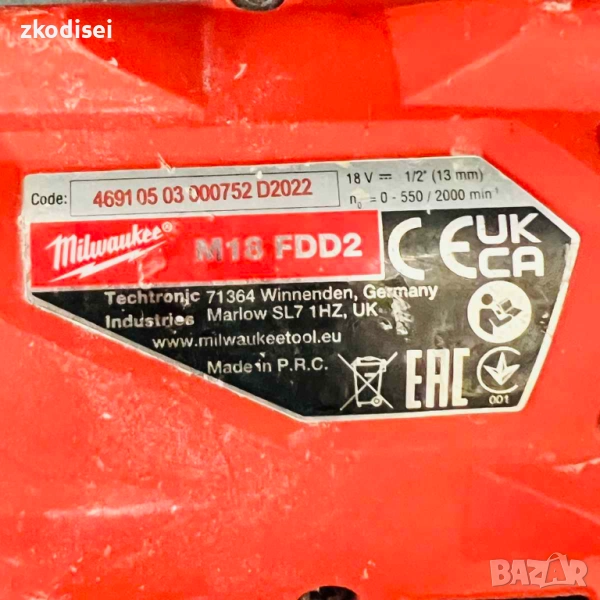 zkodisei
Code: 4691 05 03 000752 D2022
18 V ⎓ 1/2" (13 mm)
n₀ = 0 - 550 / 2000 min⁻¹
Milwaukee M18 FDD2
CE UK CA
Techtronic 71364 Winnenden, Germany
Industries Marlow SL7 1HZ, UK
www.milwaukeetool.eu
Made in P.R.C.
EAC
001
BAZAR